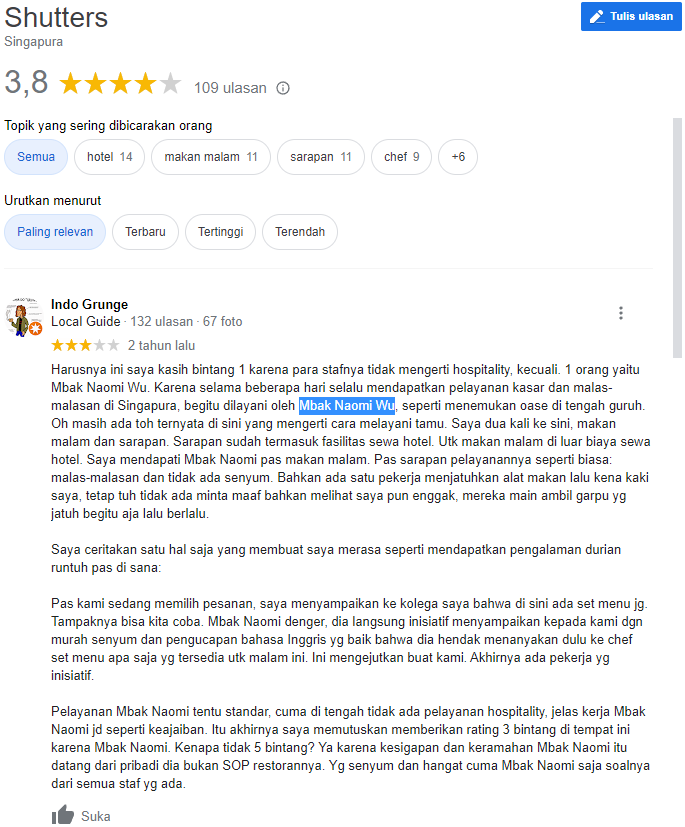 Shutters
Tulis ulasan
Singapura
3,8
109 ulasan
Topik yang sering dibicarakan orang
Semua
hotel 14
makan malam 11
sarapan 11
chef 9
+6
Urutkan menurut
Paling relevan
Terbaru
Tertinggi
Terendah
Indo Grunge
Local Guide · 132 ulasan · 67 foto
2 tahun lalu
Harusnya ini saya kasih bintang 1 karena para stafnya tidak mengerti hospitality, kecuali. 1 orang yaitu
Mbak Naomi Wu. Karena selama beberapa hari selalu mendapatkan pelayanan kasar dan malas-
malasan di Singapura, begitu dilayani oleh Mbak Naomi Wu, seperti menemukan oase di tengah guruh.
Oh masih ada toh ternyata di sini yang mengerti cara melayani tamu. Saya dua kali ke sini, makan
malam dan sarapan. Sarapan sudah termasuk fasilitas sewa hotel. Utk makan malam di luar biaya sewa
hotel. Saya mendapati Mbak Naomi pas makan malam. Pas sarapan pelayanannya seperti biasa:
malas-malasan dan tidak ada senyum. Bahkan ada satu pekerja menjatuhkan alat makan lalu kena kaki
saya, tetap tuh tidak ada minta maaf bahkan melihat saya pun enggak, mereka main ambil garpu yg
jatuh begitu aja lalu berlalu.
Saya ceritakan satu hal saja yang membuat saya merasa seperti mendapatkan pengalaman durian
runtuh pas di sana:
Pas kami sedang memilih pesanan, saya menyampaikan ke kolega saya bahwa di sini ada set menu jg.
Tampaknya bisa kita coba. Mbak Naomi denger, dia langsung inisiatif menyampaikan kepada kami dgn
murah senyum dan pengucapan bahasa Inggris yg baik bahwa dia hendak menanyakan dulu ke chef
set menu apa saja yg tersedia utk malam ini. Ini mengejutkan buat kami. Akhirnya ada pekerja yg
inisiatif.
Pelayanan Mbak Naomi tentu standar, cuma di tengah tidak ada pelayanan hospitality, jelas kerja Mbak
Naomi jd seperti keajaiban. Itu akhirnya saya memutuskan memberikan rating 3 bintang di tempat ini
karena Mbak Naomi. Kenapa tidak 5 bintang? Ya karena kesigapan dan keramahan Mbak Naomi itu
datang dari pribadi dia bukan SOP restorannya. Yg senyum dan hangat cuma Mbak Naomi saja soalnya
dari semua staf yg ada.
Suka